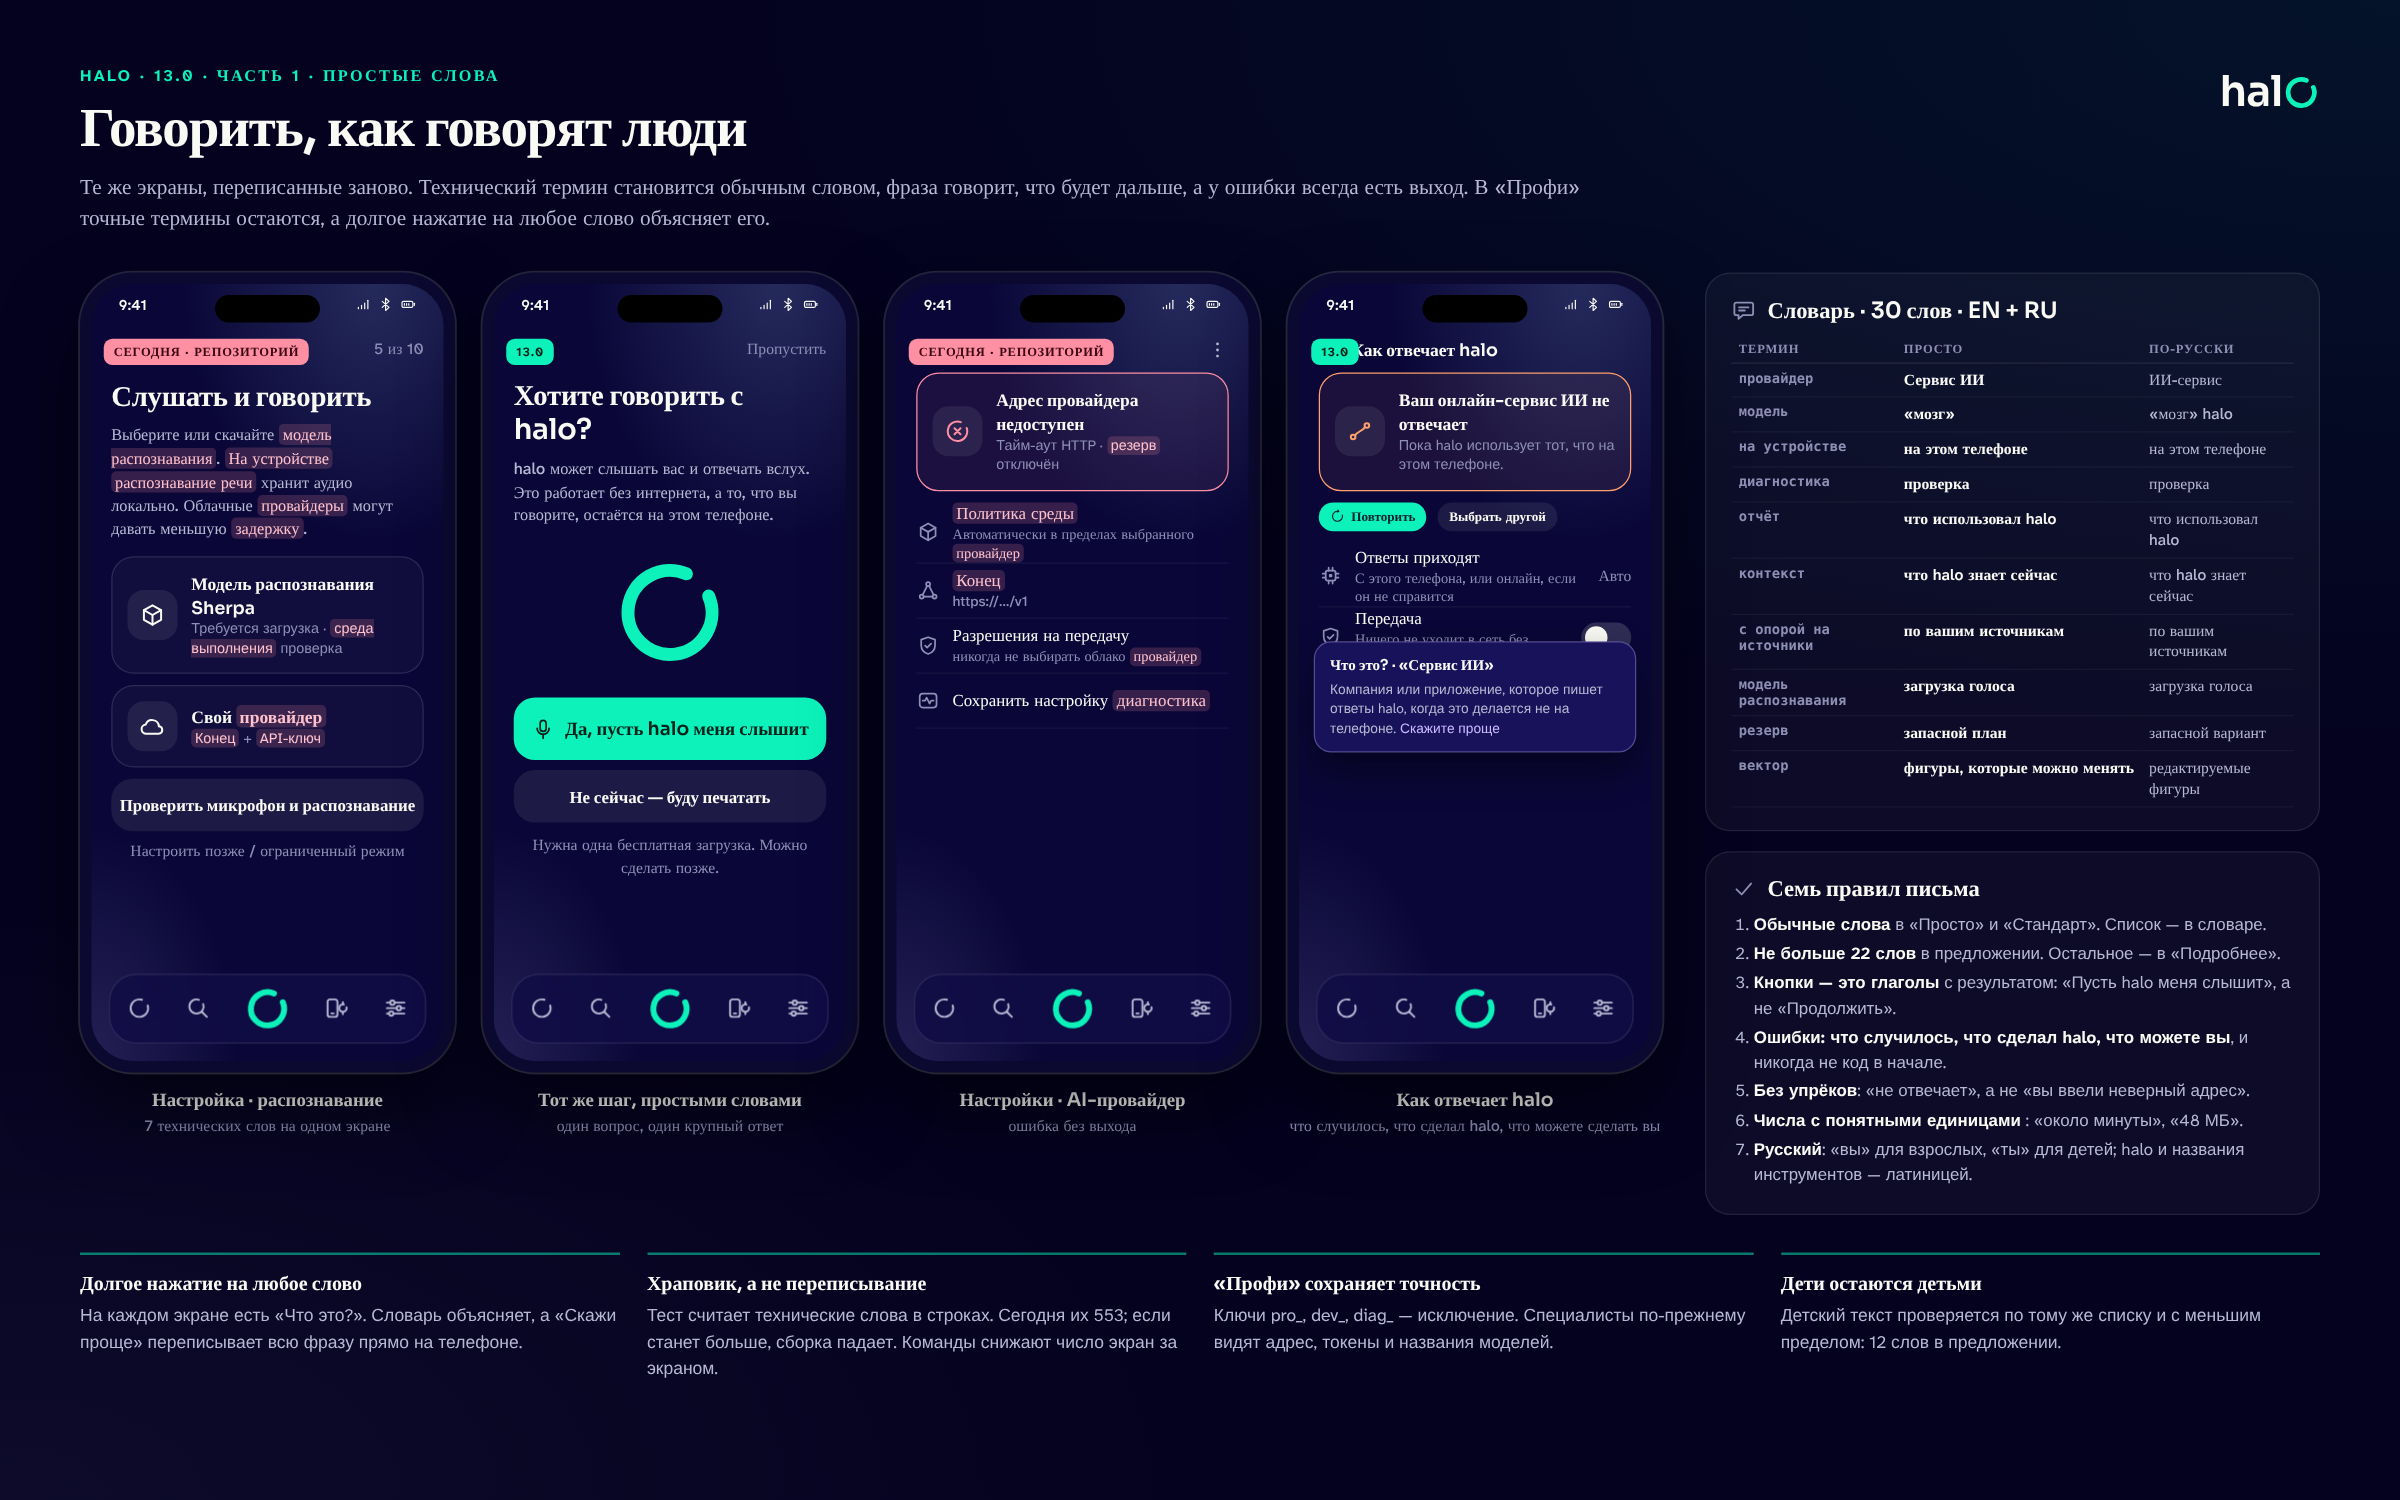 HALO · 13.0 · ЧАСТЬ 1 · ПРОСТЫЕ СЛОВА
halo
Говорить, как говорят люди
Те же экраны, переписанные заново. Технический термин становится обычным словом, фраза говорит, что будет дальше, а у ошибки всегда есть выход. В «Профи»
точные термины остаются, а долгое нажатие на любое слово объясняет его.
9:41
СЕГОДНЯ · РЕПОЗИТОРИЙ
5 из 10
Слушать и говорить
Выберите или скачайте модель
распознавания . На устройстве
распознавание речи хранит аудио
локально. Облачные провайдеры могут
давать меньшую задержку .
Модель распознавания
Sherpa
Требуется загрузка · среда
выполнения проверка
Свой провайдер
Конец + API-ключ
Проверить микрофон и распознавание
Настроить позже / ограниченный режим
Настройка · распознавание
7 технических слов на одном экране
9:41
13.0
Пропустить
Хотите говорить с
halo?
halo может слышать вас и отвечать вслух.
Это работает без интернета, а то, что вы
говорите, остаётся на этом телефоне.
Да, пусть halo меня слышит
Не сейчас — буду печатать
Нужна одна бесплатная загрузка. Можно
сделать позже.
Тот же шаг, простыми словами
один вопрос, один крупный ответ
9:41
СЕГОДНЯ · РЕПОЗИТОРИЙ
Адрес провайдера
недоступен
Тайм-аут HTTP · резерв
отключён
Политика среды
Автоматически в пределах выбранного
провайдер
Конец
https://…/v1
Разрешения на передачу
никогда не выбирать облако провайдер
Сохранить настройку диагностика
Настройки · AI-провайдер
ошибка без выхода
9:41
13.0
Как отвечает halo
Ваш онлайн-сервис ИИ не
отвечает
Пока halo использует тот, что на
этом телефоне.
Повторить
Выбрать другой
Ответы приходят
С этого телефона, или онлайн, если
он не справится
Авто
Передача
Ничего не уходит в сеть без
Что это? · «Сервис ИИ»
Компания или приложение, которое пишет
ответы halo, когда это делается не на
телефоне. Скажите проще
Как отвечает halo
что случилось, что сделал halo, что можете сделать вы
Словарь · 30 слов · EN + RU
ТЕРМИН ПРОСТО ПО-РУССКИ
провайдер Сервис ИИ ИИ-сервис
модель «мозг» «мозг» halo
на устройстве на этом телефоне на этом телефоне
диагностика проверка проверка
отчёт что использовал halo что использовал
halo
контекст что halo знает сейчас что halo знает
сейчас
с опорой на по вашим источникам по вашим
источники источникам
модель загрузка голоса загрузка голоса
распознавания
резерв запасной план запасной вариант
вектор фигуры, которые можно менять редактируемые
фигуры
Семь правил письма
1. Обычные слова в «Просто» и «Стандарт». Список — в словаре.
2. Не больше 22 слов в предложении. Остальное — в «Подробнее».
3. Кнопки — это глаголы с результатом: «Пусть halo меня слышит», а
не «Продолжить».
4. Ошибки: что случилось, что сделал halo, что можете вы, и
никогда не код в начале.
5. Без упрёков: «не отвечает», а не «вы ввели неверный адрес».
6. Числа с понятными единицами : «около минуты», «48 МБ».
7. Русский: «вы» для взрослых, «ты» для детей; halo и названия
инструментов — латиницей.
Долгое нажатие на любое слово
На каждом экране есть «Что это?». Словарь объясняет, а «Скажи
проще» переписывает всю фразу прямо на телефоне.
Храповик, а не переписывание
Тест считает технические слова в строках. Сегодня их 553; если
станет больше, сборка падает. Команды снижают число экран за
экраном.
«Профи» сохраняет точность
Ключи pro_, dev_, diag_ — исключение. Специалисты по-прежнему
видят адрес, токены и названия моделей.
Дети остаются детьми
Детский текст проверяется по тому же списку и с меньшим
пределом: 12 слов в предложении.